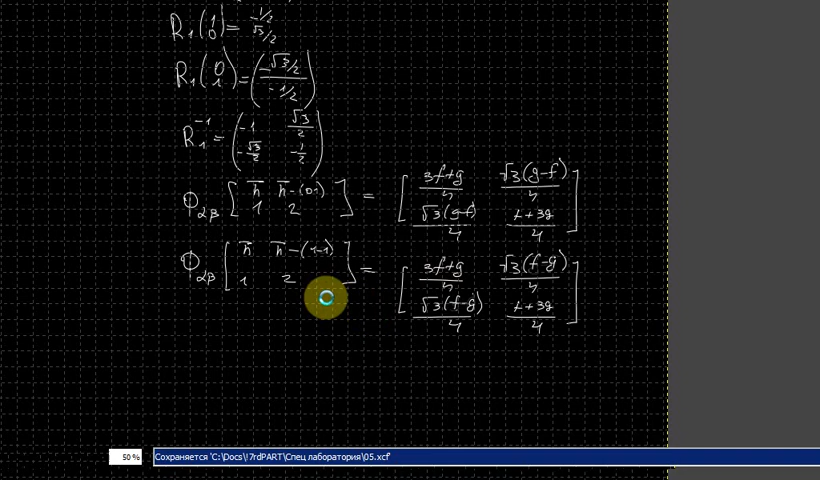 R₁(1 0) = -1/2 √3/2
R₁(0 1) = (-√3/2 -1/2)
R₁⁻¹ = (-1 √3/2 -√3/2 -1/2)
Φαβ [n̄ n̄-(01) 1 2] = [3f+g/4 √3(g-f)/4 √3(g-f)/4 f+3g/4]
Φαβ [n̄ n̄-(1-1) 1 2] = [3f+g/4 √3(f-g)/4 √3(f-g)/4 f+3g/4]
50 % Сохраняется 'C:\Docs\!7rdPART\Спец лаборатория\05.xcf'